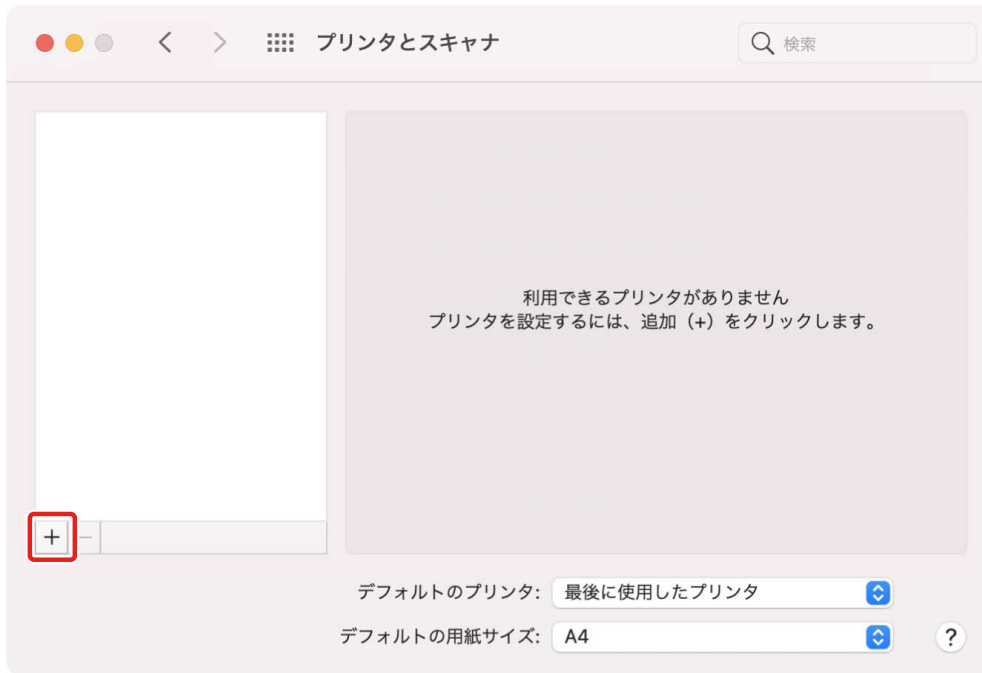 プリンタとスキャナ
検索
利用できるプリンタがありません
プリンタを設定するには、追加（+）をクリックします。
+ −
デフォルトのプリンタ: 最後に使用したプリンタ
デフォルトの用紙サイズ: A4
?